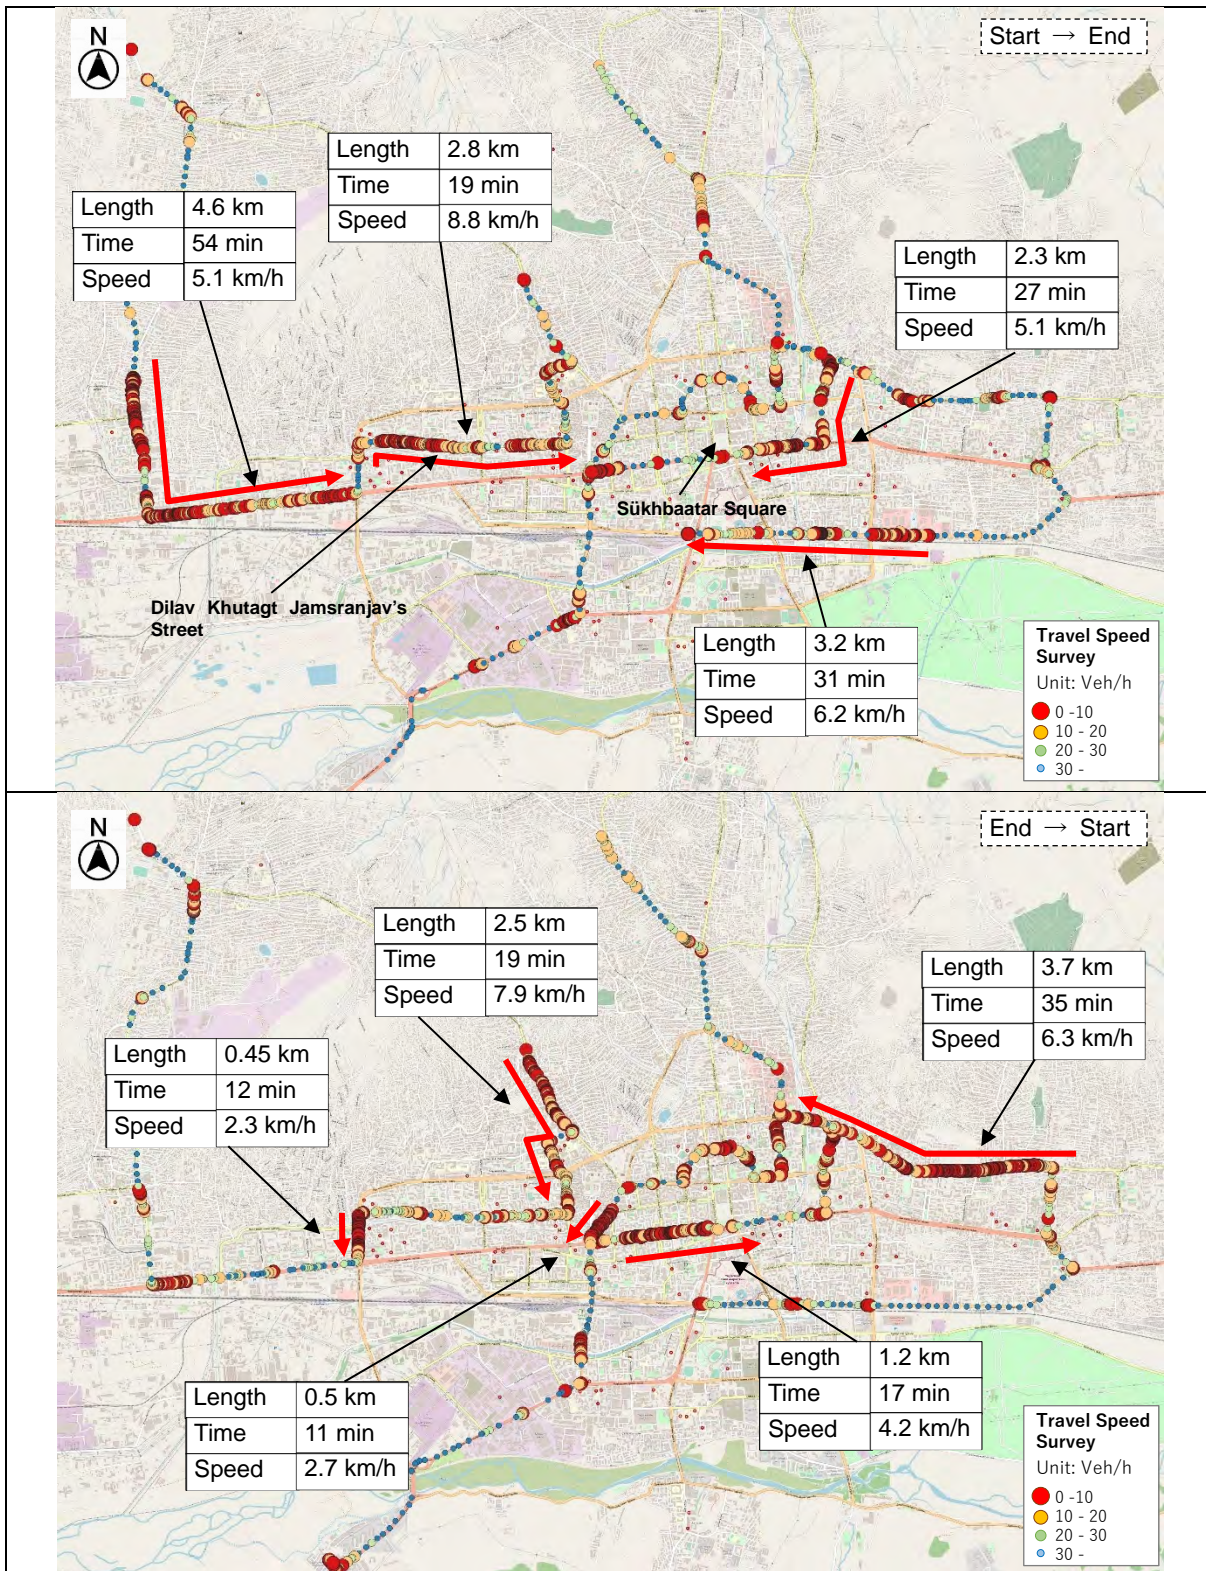 N
Start → End
Length 2.8 km
Time 19 min
Speed 8.8 km/h
Length 4.6 km
Time 54 min
Speed 5.1 km/h
Length 2.3 km
Time 27 min
Speed 5.1 km/h
Sükhbaatar Square
Dilav Khutagt Jamsranjav's
Street
Length 3.2 km
Time 31 min
Speed 6.2 km/h
Travel Speed
Survey
Unit: Veh/h
0 -10
10 - 20
20 - 30
30 -
N
End → Start
Length 2.5 km
Time 19 min
Speed 7.9 km/h
Length 3.7 km
Time 35 min
Speed 6.3 km/h
Length 0.45 km
Time 12 min
Speed 2.3 km/h
Length 1.2 km
Time 17 min
Speed 4.2 km/h
Length 0.5 km
Time 11 min
Speed 2.7 km/h
Travel Speed
Survey
Unit: Veh/h
0 -10
10 - 20
20 - 30
30 -